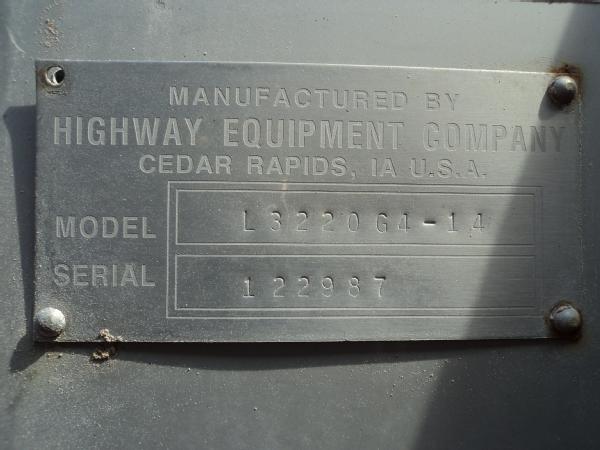 MANUFACTURED BY
HIGHWAY EQUIPMENT COMPANY
CEDAR RAPIDS, IA U.S.A.
MODEL L3220G4-14
SERIAL 122987